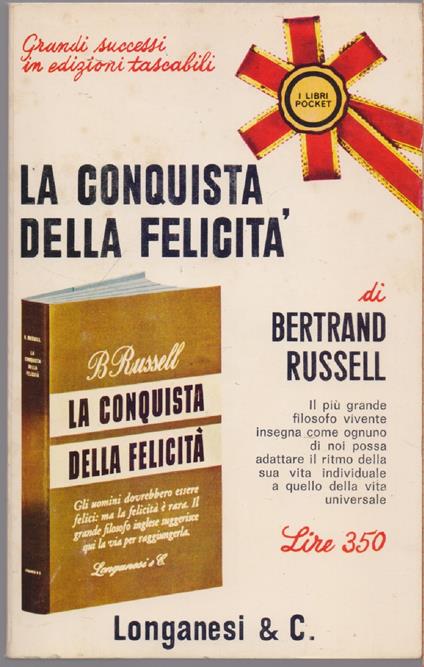 Grandi successi
in edizioni tascabili
I LIBRI
POCKET
LA CONQUISTA
DELLA FELICITA'
di
BERTRAND
RUSSELL
Il più grande
filosofo vivente
insegna come ognuno
di noi possa
adattare il ritmo della
sua vita individuale
a quello della vita
universale
Lire 350
B. RUSSELL
LA
CONQUISTA
DELLA
FELICITÀ
B Russell
LA CONQUISTA
DELLA FELICITÀ
Gli uomini dovrebbero essere
felici: ma la felicità è rara. Il
grande filosofo inglese suggerisce
qui la via per raggiungerla.
Longanesi & C.
Longanesi & C.